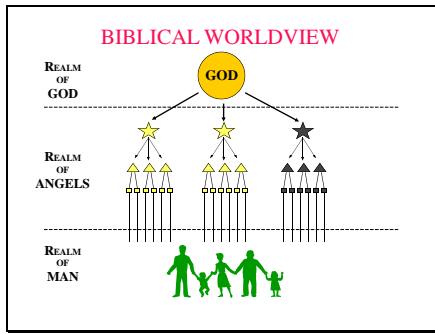 BIBLICAL WORLDVIEW
REALM
OF
GOD
GOD
REALM
OF
ANGELS
REALM
OF
MAN